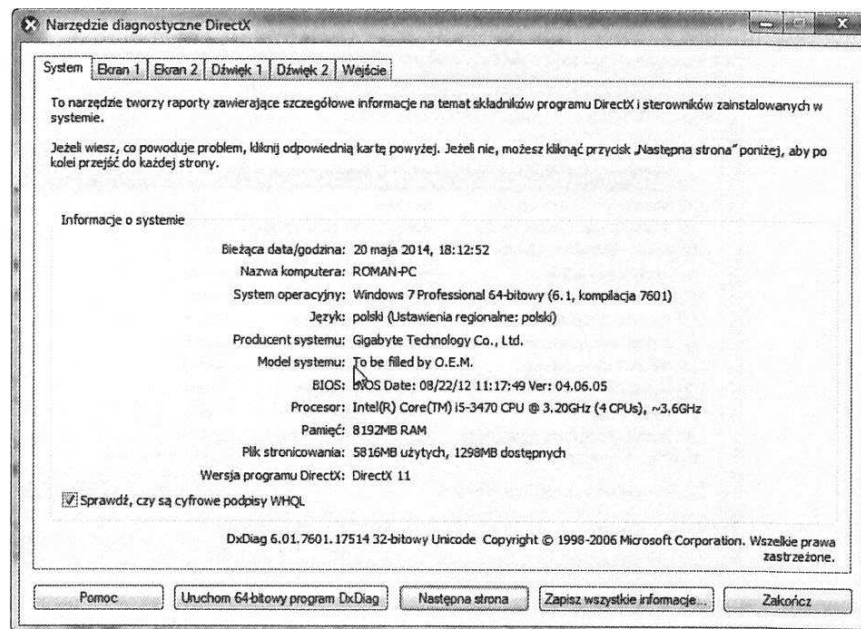 Narzędzie diagnostyczne DirectX
System Ekran 1 Ekran 2 Dźwięk 1 Dźwięk 2 Wejście
To narzędzie tworzy raporty zawierające szczegółowe informacje na temat składników programu DirectX i sterowników zainstalowanych w
systemie.
Jeżeli wiesz, co powoduje problem, kliknij odpowiednią kartę powyżej. Jeżeli nie, możesz kliknąć przycisk „Następna strona” poniżej, aby po
kolei przejść do każdej strony.
Informacje o systemie
Bieżąca data/godzina: 20 maja 2014, 18:12:52
Nazwa komputera: ROMAN-PC
System operacyjny: Windows 7 Professional 64-bitowy (6.1, kompilacja 7601)
Język: polski (Ustawienia regionalne: polski)
Producent systemu: Gigabyte Technology Co., Ltd.
Model systemu: To be filled by O.E.M.
BIOS: BIOS Date: 08/22/12 11:17:49 Ver: 04.06.05
Procesor: Intel(R) Core(TM) i5-3470 CPU @ 3.20GHz (4 CPUs), ~3.6GHz
Pamięć: 8192MB RAM
Plik stronicowania: 5816MB użytych, 1298MB dostępnych
Wersja programu DirectX: DirectX 11
Sprawdź, czy są cyfrowe podpisy WHQL
DxDiag 6.01.7601.17514 32-bitowy Unicode Copyright © 1998-2006 Microsoft Corporation. Wszelkie prawa
zastrzeżone.
Pomoc Uruchom 64-bitowy program DxDiag Następna strona Zapisz wszystkie informacje... Zakończ